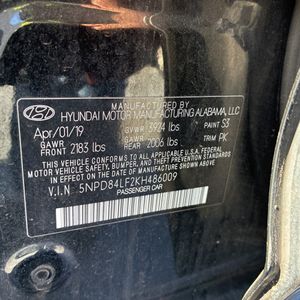 HYUNDAI MOTOR MANUFACTURING ALABAMA, LLC
MANUFACTURED BY
Apr/01/19 GVWR 3924 lbs PAINT S3
GAWR FRONT 2183 lbs GAWR REAR 2006 lbs TRIM PK
THIS VEHICLE CONFORMS TO ALL APPLICABLE FEDERAL
MOTOR VEHICLE SAFETY, BUMPER, AND THEFT PREVENTION
STANDARDS IN EFFECT ON THE DATE OF MANUFACTURE SHOWN ABOVE.
V.I.N 5NPD84LF2KH486009
PASSENGER CAR